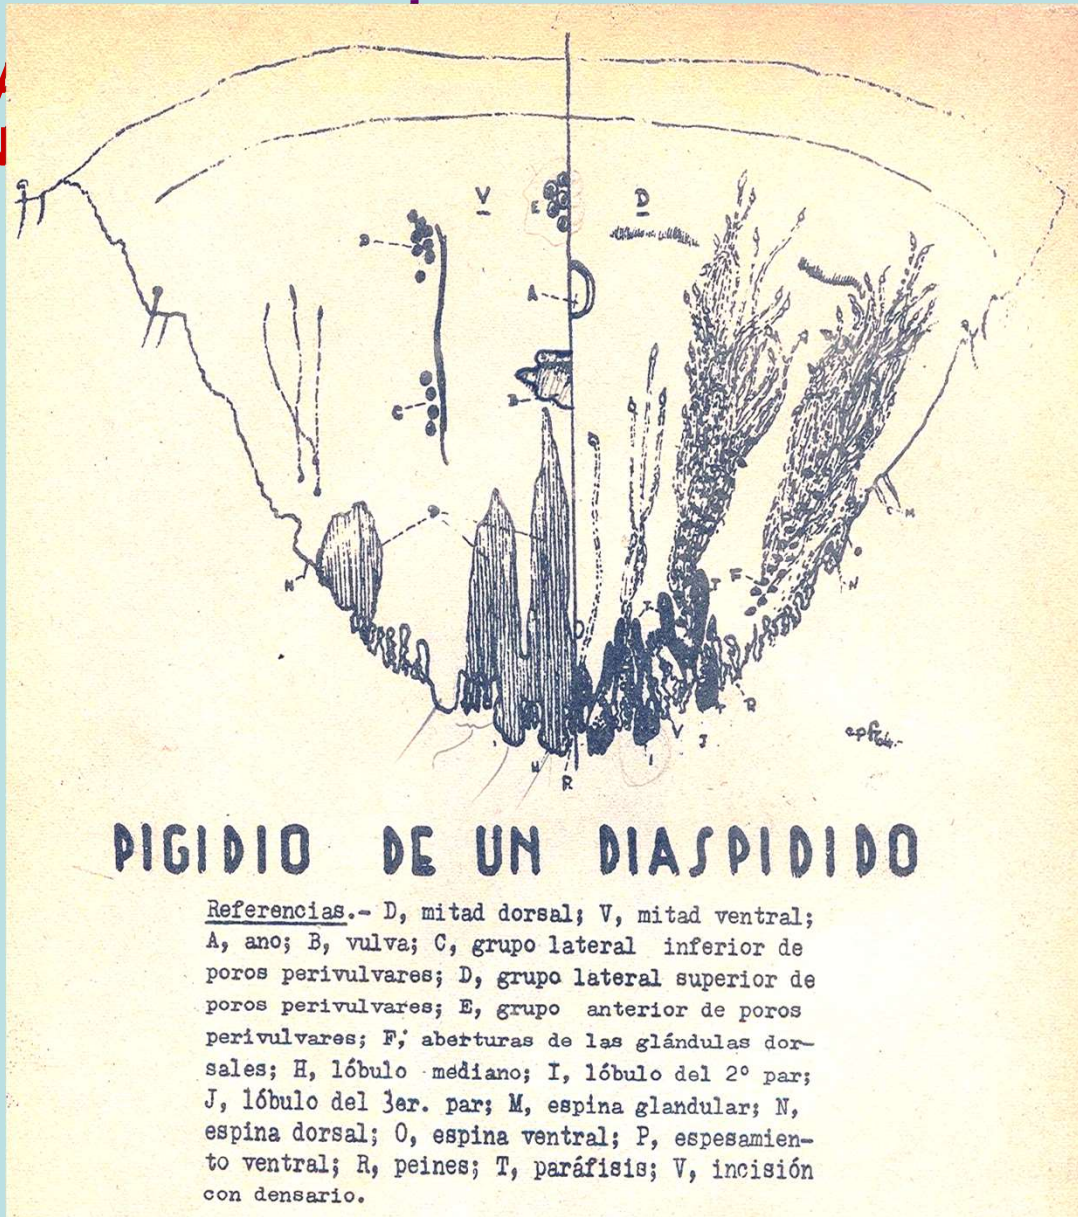 V
D
E
D
A
C
B
P
N
M
F
T
T
N
R
V
J
T
I
H
R
PIGIDIO DE UN DIASPIDIDO
Referencias.- D, mitad dorsal; V, mitad ventral;
A, ano; B, vulva; C, grupo lateral inferior de
poros perivulvares; D, grupo lateral superior de
poros perivulvares; E, grupo anterior de poros
perivulvares; F; aberturas de las glándulas dor-
sales; H, lóbulo mediano; I, lóbulo del 2º par;
J, lóbulo del 3er. par; M, espina glandular; N,
espina dorsal; O, espina ventral; P, espesamien-
to ventral; R, peines; T, paráfisis; V, incisión
con densario.